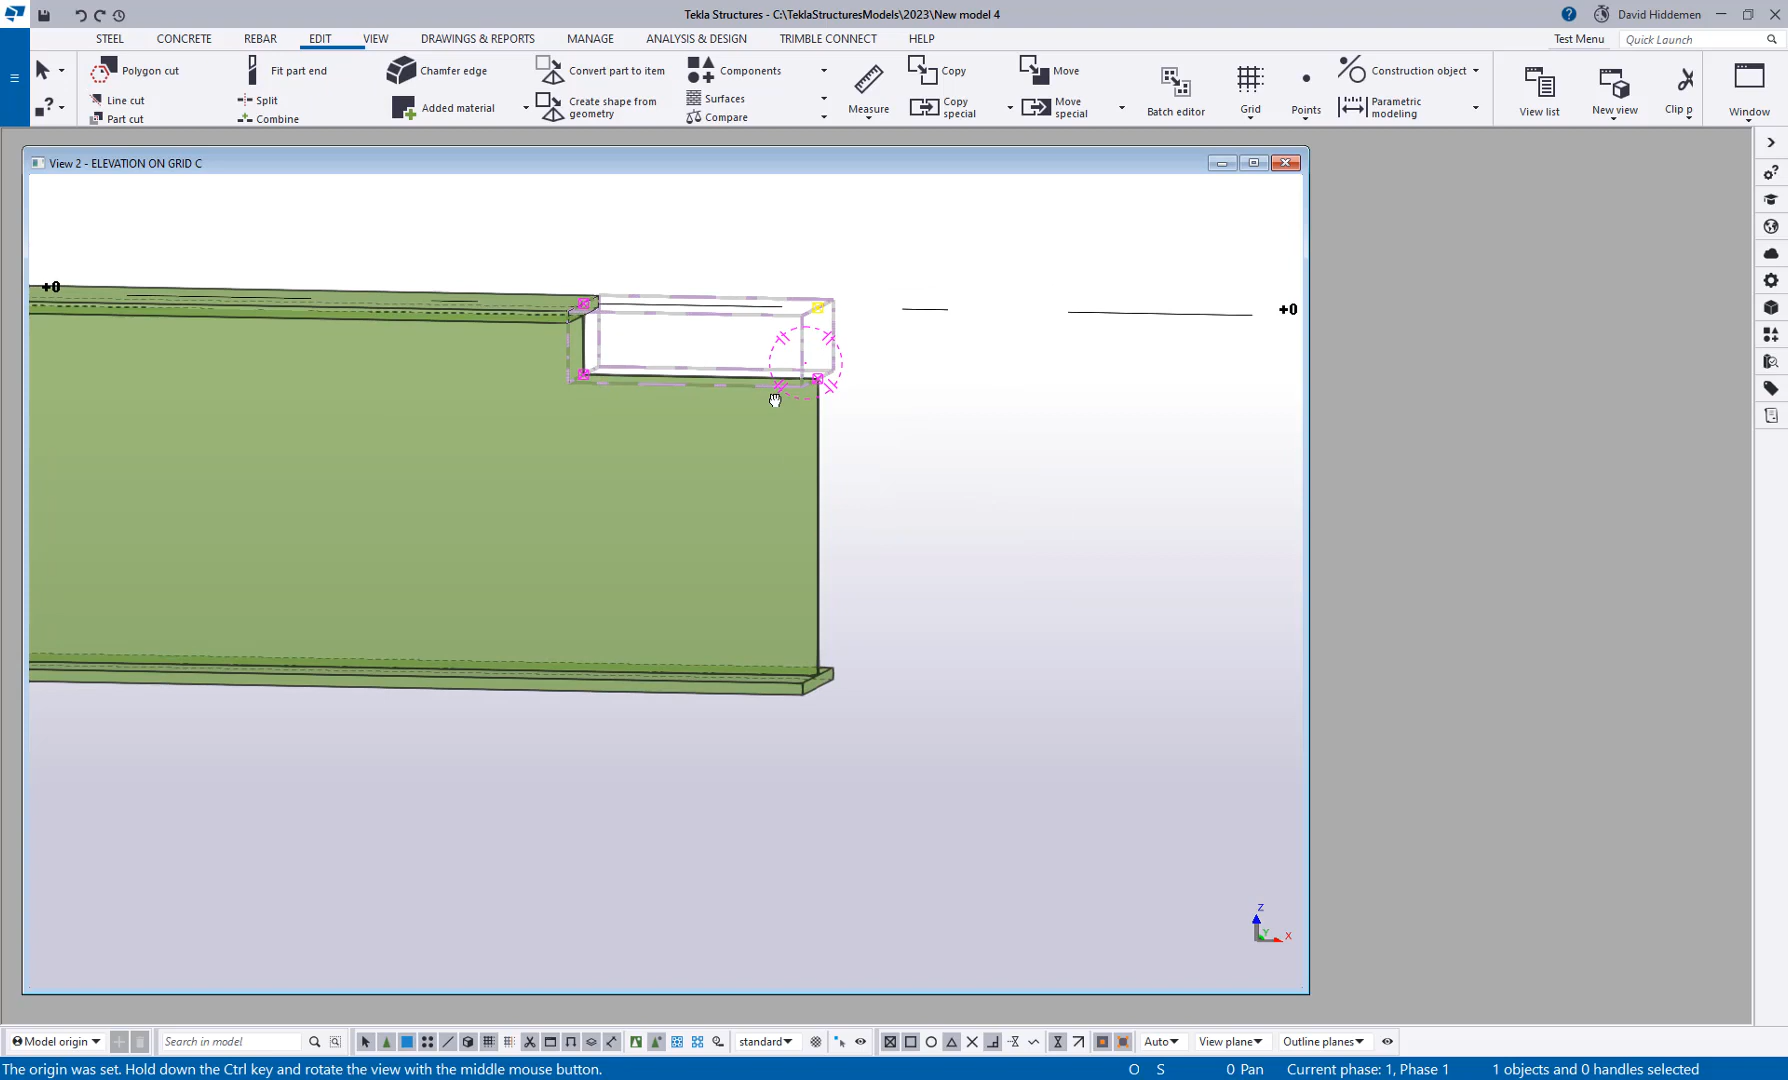 Tekla Structures - C:\TeklaStructuresModels\2023\New model 4
David Hiddemen
STEEL CONCRETE REBAR EDIT VIEW DRAWINGS & REPORTS MANAGE ANALYSIS & DESIGN TRIMBLE CONNECT HELP Test Menu Quick Launch
Polygon cut
Line cut
Part cut
Fit part end
Split
Combine
Chamfer edge
Added material
Convert part to item
Create shape from
geometry
Components
Surfaces
Compare
Measure
Copy
Copy
special
Move
Move
special
Batch editor
Grid
Points
Construction object
Parametric
modeling
View list
New view
Clip p
Window
View 2 - ELEVATION ON GRID C
+0
+0
Z
Y
X
Model origin
Search in model
standard
Auto
View plane
Outline planes
The origin was set. Hold down the Ctrl key and rotate the view with the middle mouse button.
O S 0 Pan Current phase: 1, Phase 1 1 objects and 0 handles selected